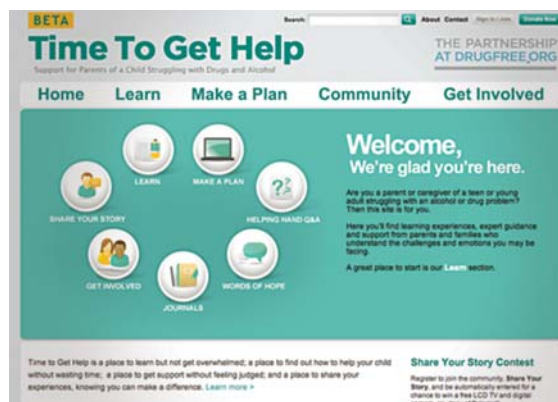 BETA
Search:
About Contact Sign In / Join Donate Now
Time To Get Help
Support for Parents of a Child Struggling with Drugs and Alcohol
THE PARTNERSHIP
AT DRUGFREE.ORG
Home Learn Make a Plan Community Get Involved
LEARN
MAKE A PLAN
SHARE YOUR STORY
HELPING HAND Q&A
GET INVOLVED
WORDS OF HOPE
JOURNALS
Welcome,
We're glad you're here.
Are you a parent or caregiver of a teen or young
adult struggling with an alcohol or drug problem?
Then this site is for you.
Here you'll find learning experiences, expert guidance
and support from parents and families who
understand the challenges and emotions you may be
facing.
A great place to start is our Learn section.
Time to Get Help is a place to learn but not get overwhelmed; a place to find out how to help your child
without wasting time; a place to get support without feeling judged; and a place to share your
experiences, knowing you can make a difference. Learn more >
Share Your Story Contest
Register to join the community, Share Your
Story, and be automatically entered for a
chance to win a free LCD TV and digital